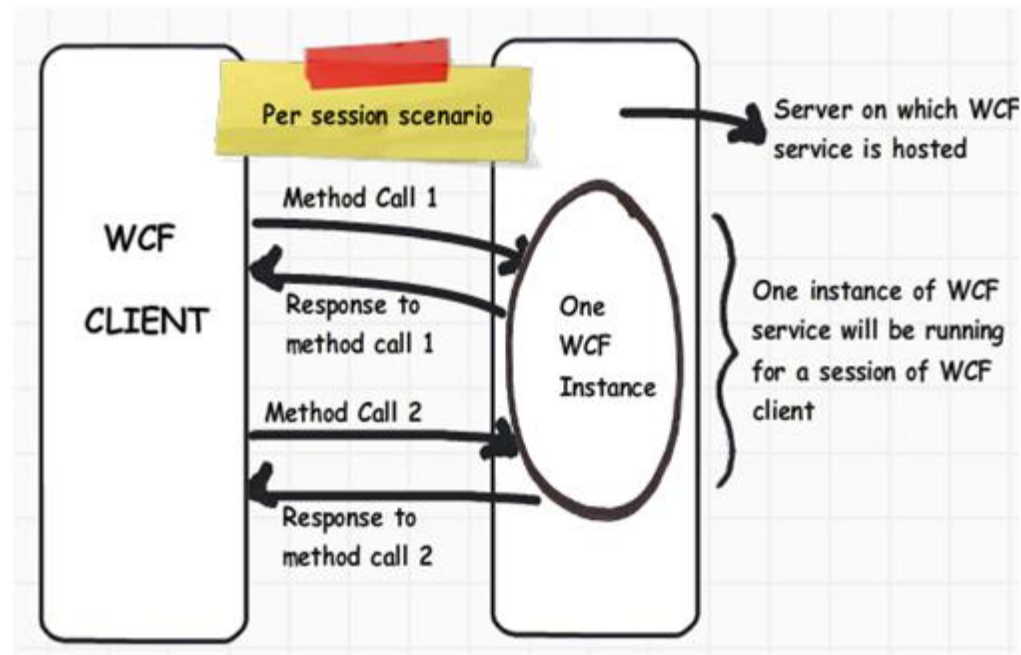 Per session scenario
Server on which WCF
service is hosted
Method Call 1
WCF
CLIENT
Response to
method call 1
One
WCF
Instance
One instance of WCF
service will be running
for a session of WCF
client
Method Call 2
Response to
method call 2